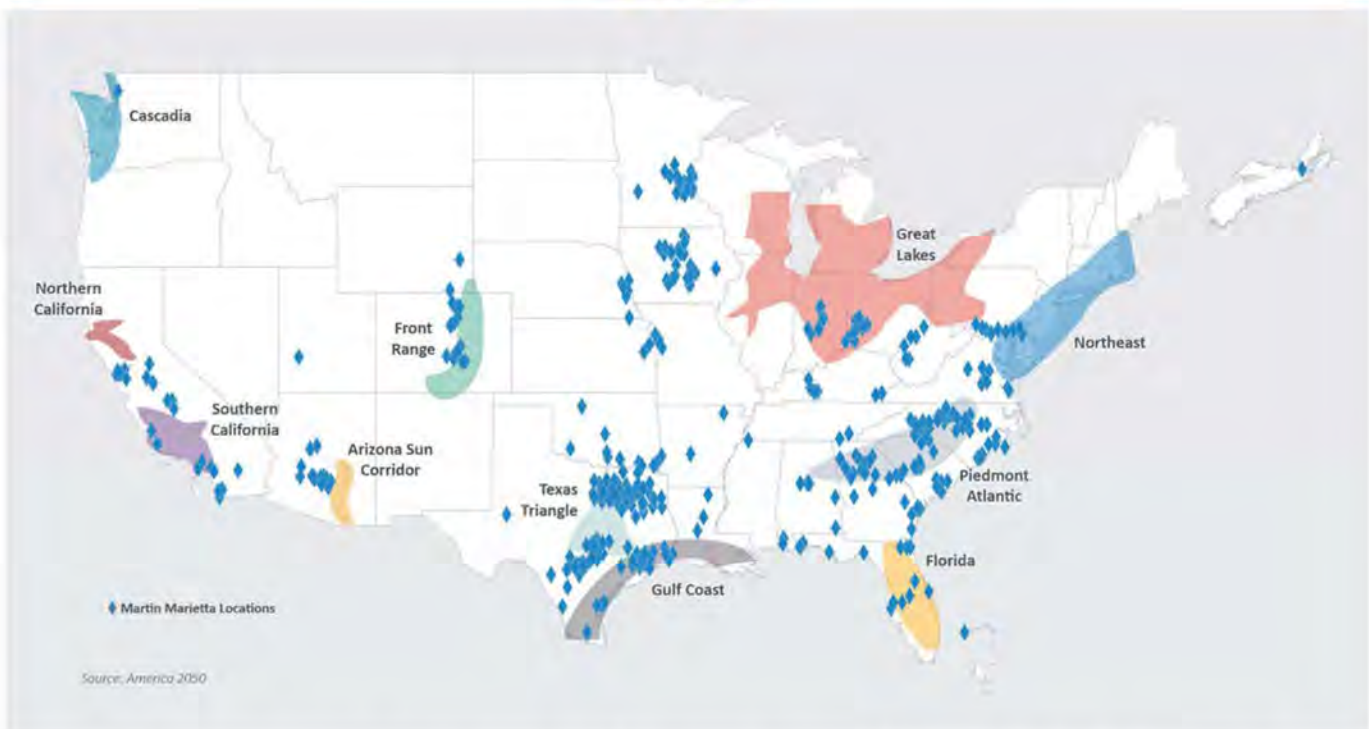 Cascadia
Great
Lakes
Northern
California
Front
Range
Northeast
Southern
California
Arizona Sun
Corridor
Texas
Triangle
Piedmont
Atlantic
Florida
Gulf Coast
Martin Marietta Locations
Source: America 2050